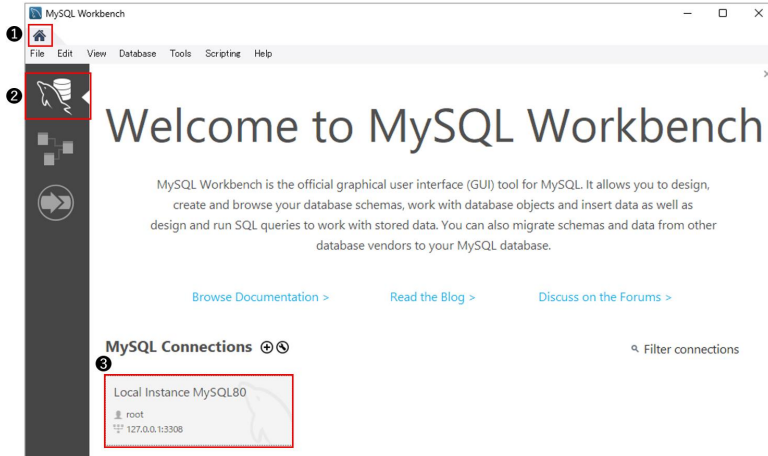 MySQL Workbench
❶
File Edit View Database Tools Scripting Help
❷
Welcome to MySQL Workbench
MySQL Workbench is the official graphical user interface (GUI) tool for MySQL. It allows you to design,
create and browse your database schemas, work with database objects and insert data as well as
design and run SQL queries to work with stored data. You can also migrate schemas and data from other
database vendors to your MySQL database.
Browse Documentation > Read the Blog > Discuss on the Forums >
MySQL Connections Filter connections
❸
Local Instance MySQL80
root
127.0.0.1:3308